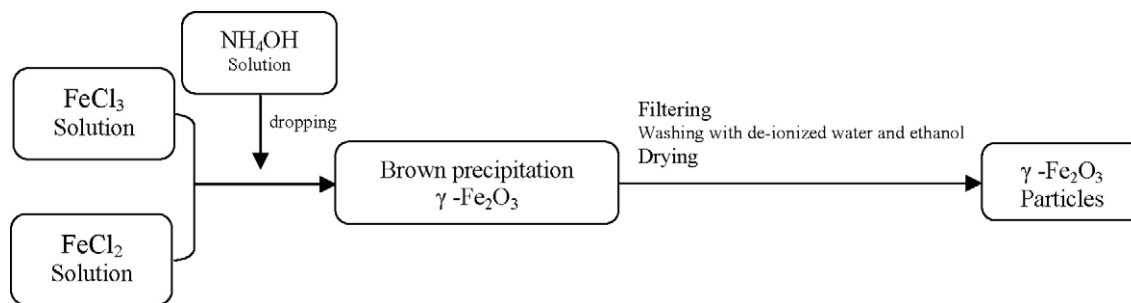 NH₄OH
Solution
FeCl₃
Solution
dropping
Filtering
Washing with de-ionized water and ethanol
Drying
Brown precipitation
γ -Fe₂O₃
γ -Fe₂O₃
Particles
FeCl₂
Solution